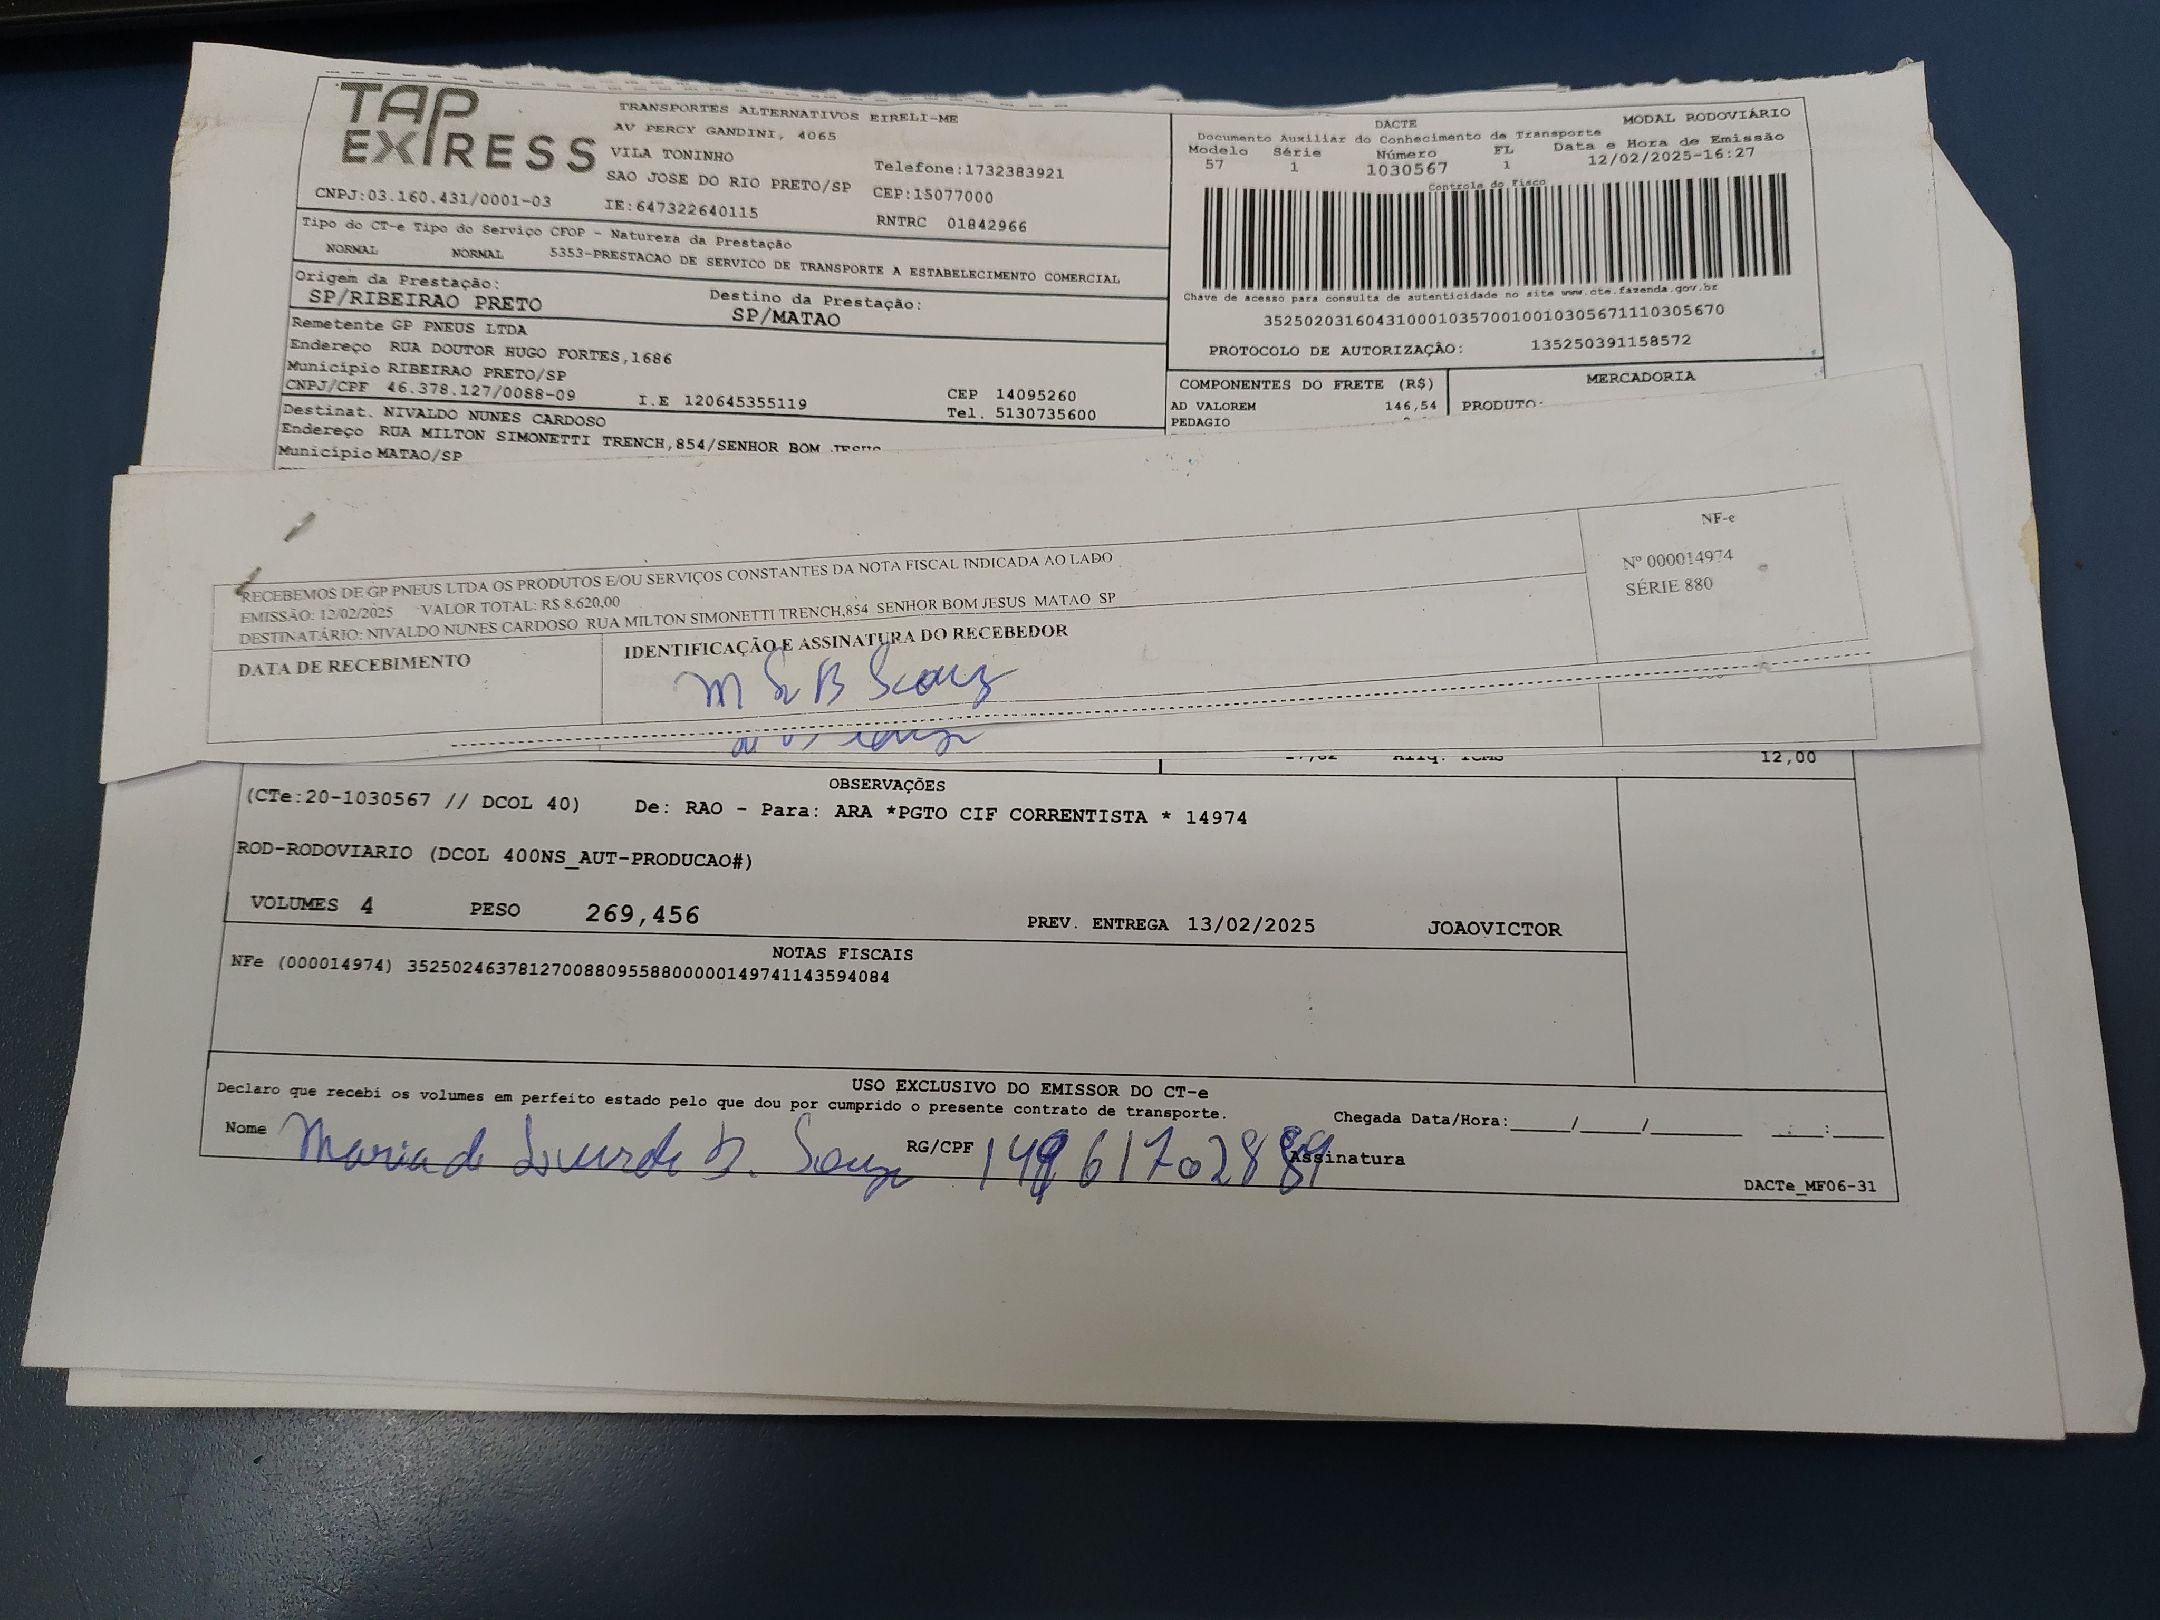 TAP EXPRESS
TRANSPORTES ALTERNATIVOS EIRELI-ME
AV PERCY GANDINI, 4065
VILA TONINHO
Telefone:1732383921
SAO JOSE DO RIO PRETO/SP CEP:15077000
CNPJ:03.160.431/0001-03 IE:647322640115 RNTRC 01842966
DACTE MODAL RODOVIÁRIO
Documento Auxiliar do Conhecimento de Transporte
Modelo Série Número FL Data e Hora de Emissão
57 1 1030567 1 12/02/2025-16:27
Controle do Fisco
Chave de acesso para consulta de autenticidade no site www.cte.fazenda.gov.br
35250203160431000103570010010305671110305670
PROTOCOLO DE AUTORIZAÇÃO: 135250391158572
Tipo do CT-e Tipo do Serviço CFOP - Natureza da Prestação
NORMAL NORMAL 5353-PRESTACAO DE SERVICO DE TRANSPORTE A ESTABELECIMENTO COMERCIAL
Origem da Prestação: Destino da Prestação:
SP/RIBEIRAO PRETO SP/MATAO
Remetente GP PNEUS LTDA
Endereço RUA DOUTOR HUGO FORTES,1686
Município RIBEIRAO PRETO/SP CEP 14095260
CNPJ/CPF 46.378.127/0088-09 I.E 120645355119 Tel. 5130735600
Destinat. NIVALDO NUNES CARDOSO
Endereço RUA MILTON SIMONETTI TRENCH,854/SENHOR BOM JESUS
Município MATAO/SP
COMPONENTES DO FRETE (R$) MERCADORIA
AD VALOREM 146,54 PRODUTO:
PEDAGIO
RECEBEMOS DE GP PNEUS LTDA OS PRODUTOS E/OU SERVIÇOS CONSTANTES DA NOTA FISCAL INDICADA AO LADO
EMISSÃO: 12/02/2025 VALOR TOTAL: R$ 8.620,00
DESTINATÁRIO: NIVALDO NUNES CARDOSO RUA MILTON SIMONETTI TRENCH,854 SENHOR BOM JESUS MATAO SP
NF-e
Nº 000014974
SÉRIE 880
DATA DE RECEBIMENTO IDENTIFICAÇÃO E ASSINATURA DO RECEBEDOR
Aliq. ICMS 12,00
OBSERVAÇÕES
(CTe:20-1030567 // DCOL 40) De: RAO - Para: ARA *PGTO CIF CORRENTISTA * 14974
ROD-RODOVIARIO (DCOL 400NS_AUT-PRODUCAO#)
VOLUMES 4 PESO 269,456 PREV. ENTREGA 13/02/2025 JOAOVICTOR
NOTAS FISCAIS
NFe (000014974) 35250246378127008809558800000149741143594084
USO EXCLUSIVO DO EMISSOR DO CT-e
Declaro que recebi os volumes em perfeito estado pelo que dou por cumprido o presente contrato de transporte. Chegada Data/Hora:_____/_____/_______ __:____
Nome Maria de Lourde B. Souza RG/CPF Assinatura
DACTe_MF06-31